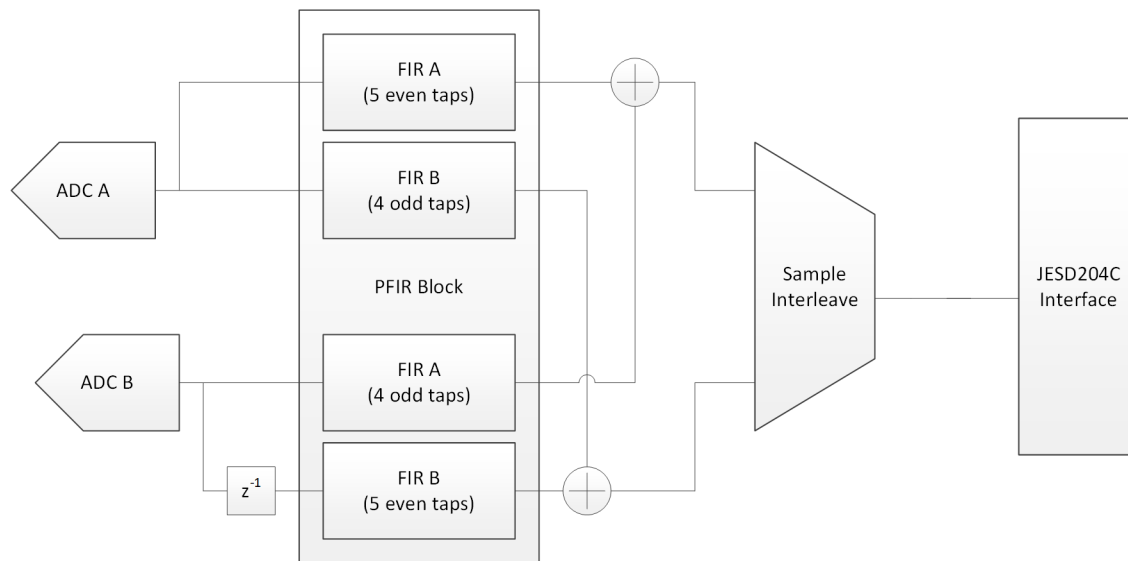 FIR A
(5 even taps)
ADC A
FIR B
(4 odd taps)
PFIR Block
Sample
Interleave
JESD204C
Interface
ADC B
FIR A
(4 odd taps)
z⁻¹
FIR B
(5 even taps)